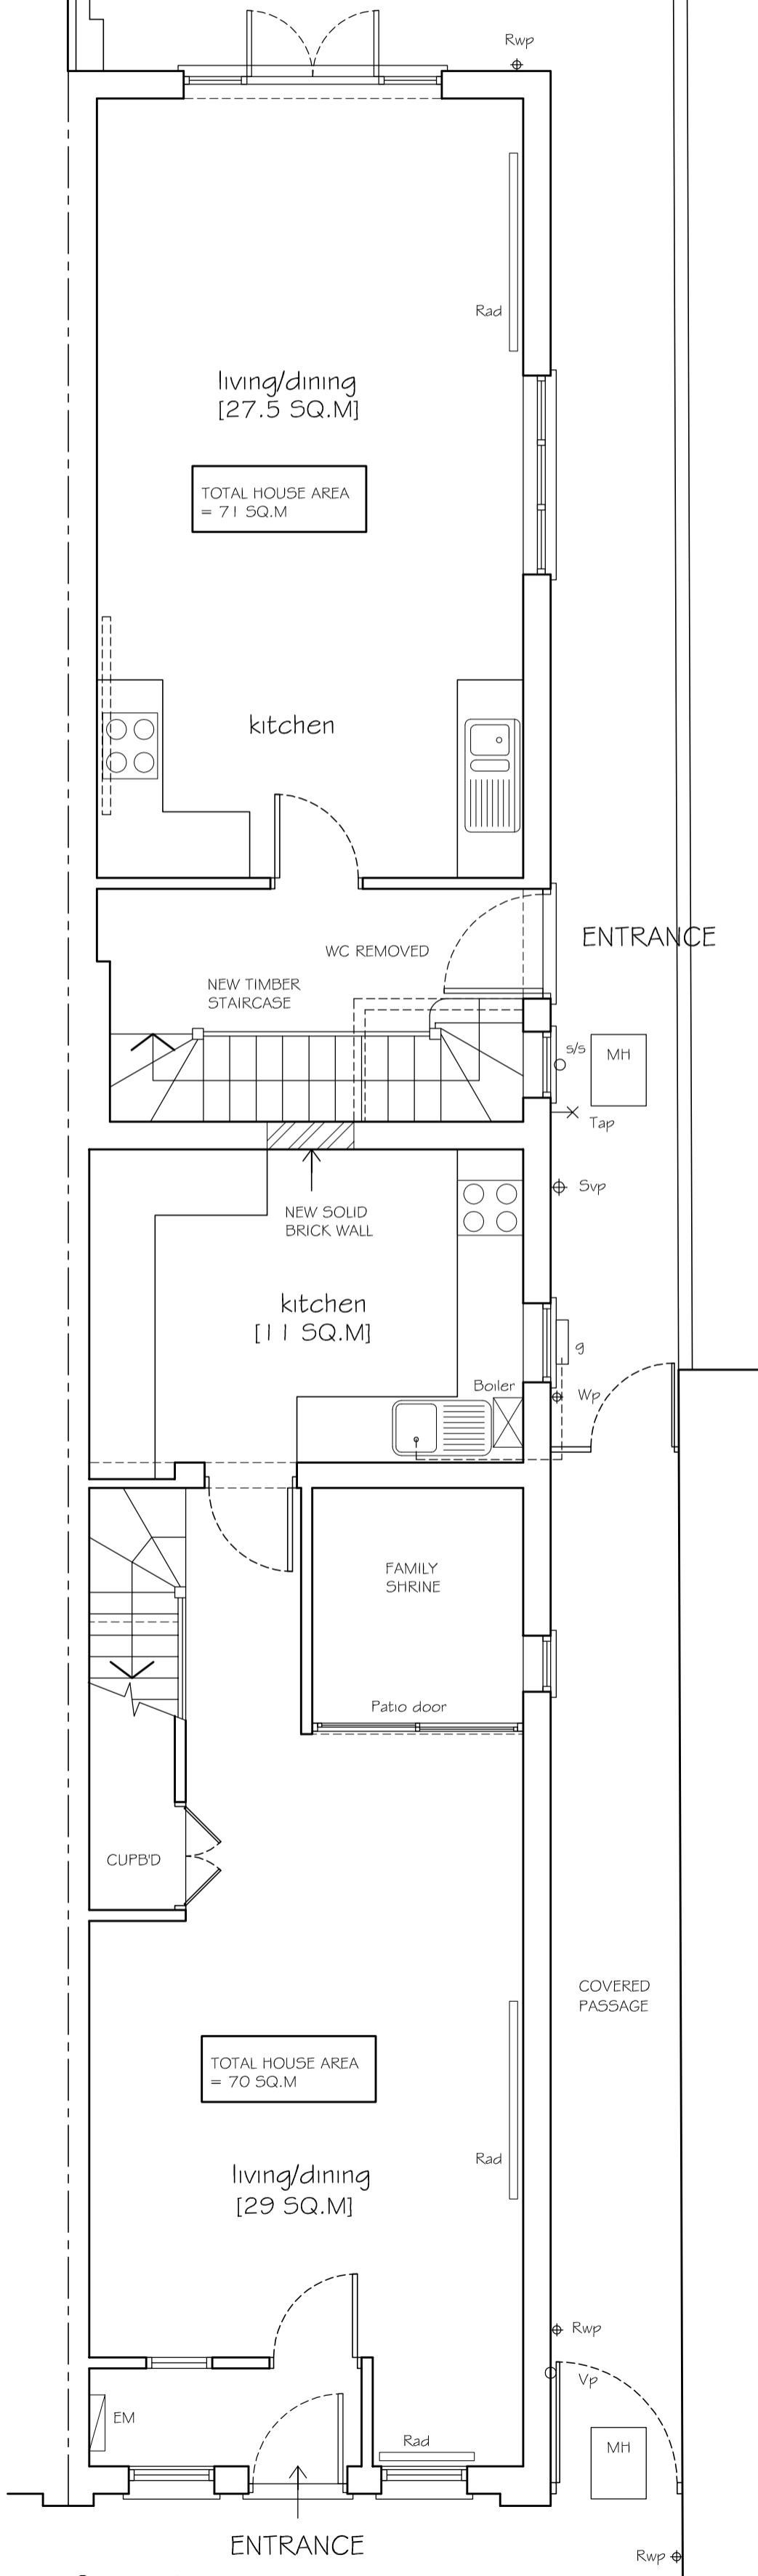 Rwp
Rad
living/dining
[27.5 SQ.M]
TOTAL HOUSE AREA
= 71 SQ.M
kitchen
ENTRANCE
WC REMOVED
NEW TIMBER
STAIRCASE
s/s
MH
Tap
Svp
NEW SOLID
BRICK WALL
kitchen
[11 SQ.M]
g
Boiler
Wp
FAMILY
SHRINE
Patio door
CUPB'D
COVERED
PASSAGE
TOTAL HOUSE AREA
= 70 SQ.M
Rad
living/dining
[29 SQ.M]
Rwp
Vp
EM
Rad
MH
ENTRANCE
Rwp